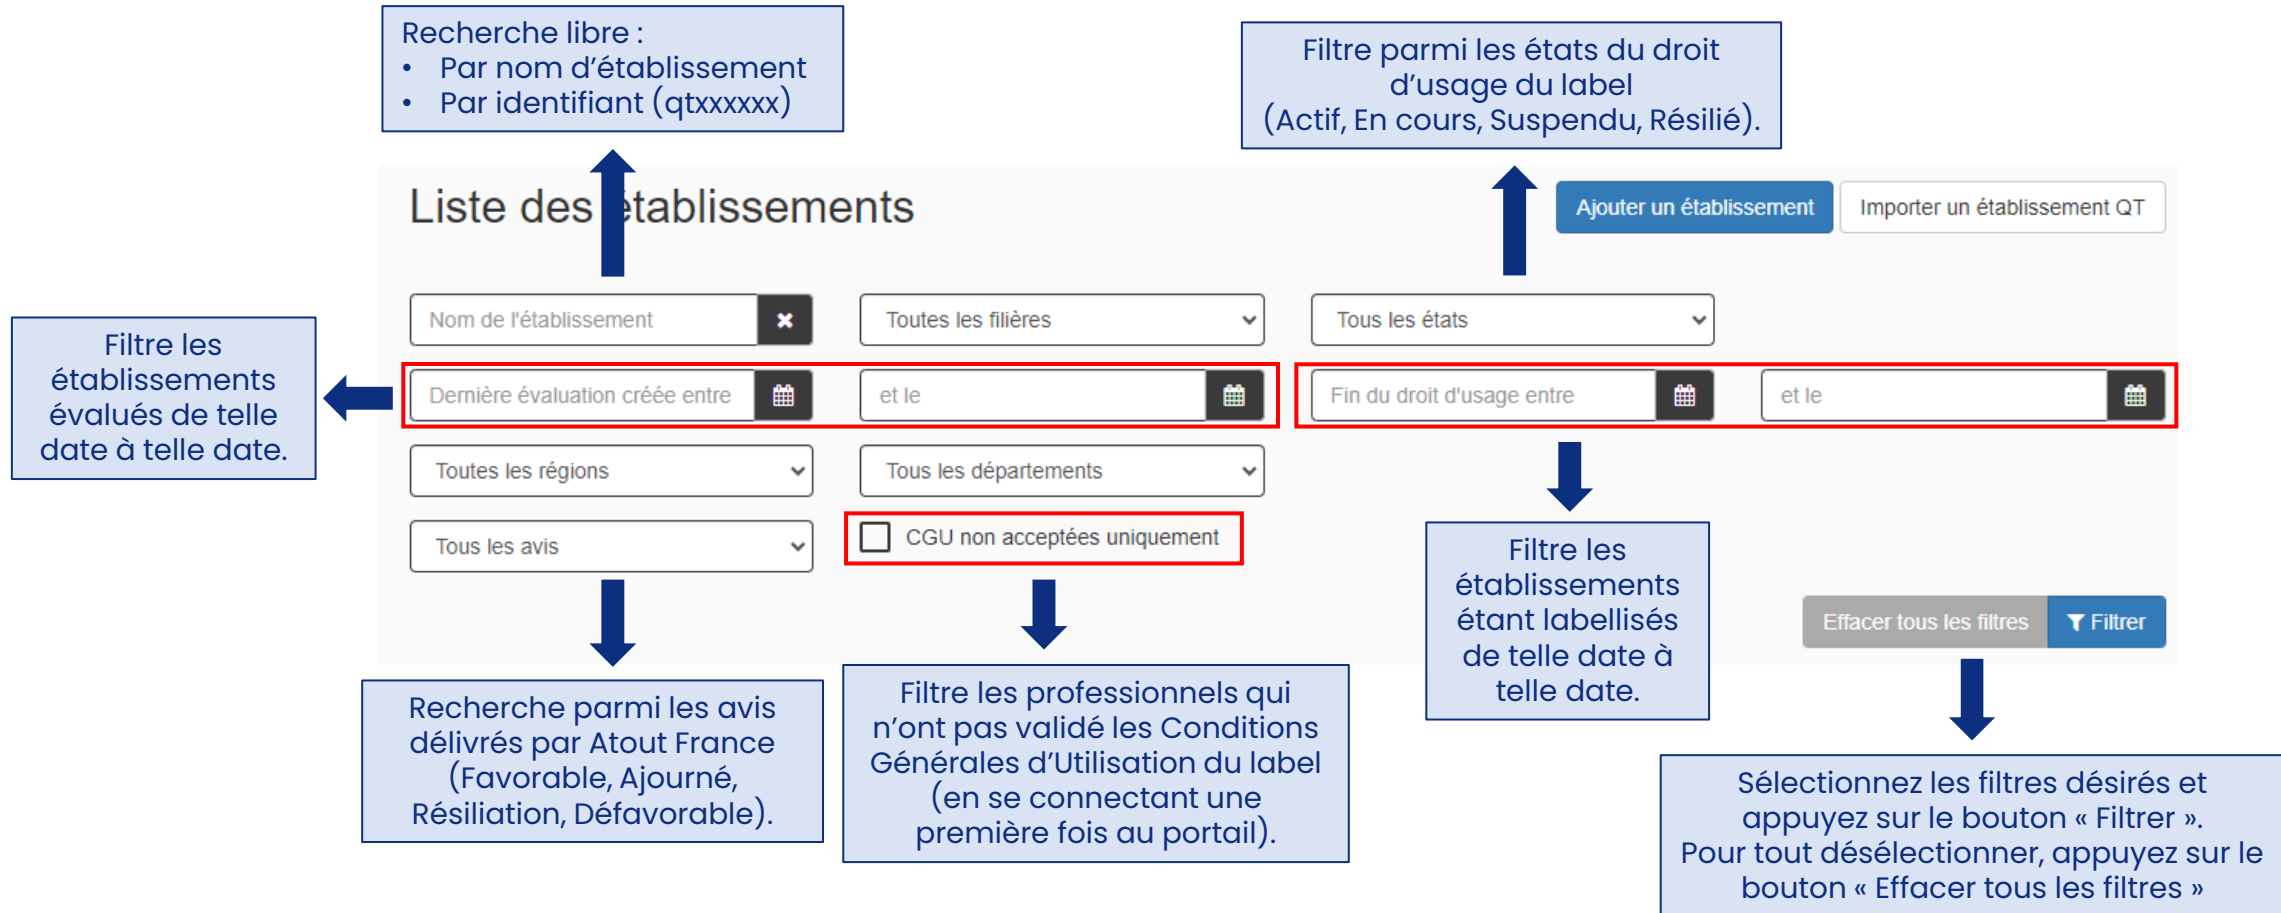 Recherche libre :
• Par nom d'établissement
• Par identifiant (qtxxxxxx)
Filtre parmi les états du droit
d'usage du label
(Actif, En cours, Suspendu, Résilié).
Liste des établissements
Ajouter un établissement
Importer un établissement QT
Nom de l'établissement
Toutes les filières
Tous les états
Filtre les
établissements
évalués de telle
date à telle date.
Dernière évaluation créée entre
et le
Fin du droit d'usage entre
et le
Toutes les régions
Tous les départements
Tous les avis
CGU non acceptées uniquement
Filtre les
établissements
étant labellisés
de telle date à
telle date.
Effacer tous les filtres
Filtrer
Recherche parmi les avis
délivrés par Atout France
(Favorable, Ajourné,
Résiliation, Défavorable).
Filtre les professionnels qui
n'ont pas validé les Conditions
Générales d'Utilisation du label
(en se connectant une
première fois au portail).
Sélectionnez les filtres désirés et
appuyez sur le bouton « Filtrer ».
Pour tout désélectionner, appuyez sur le
bouton « Effacer tous les filtres »